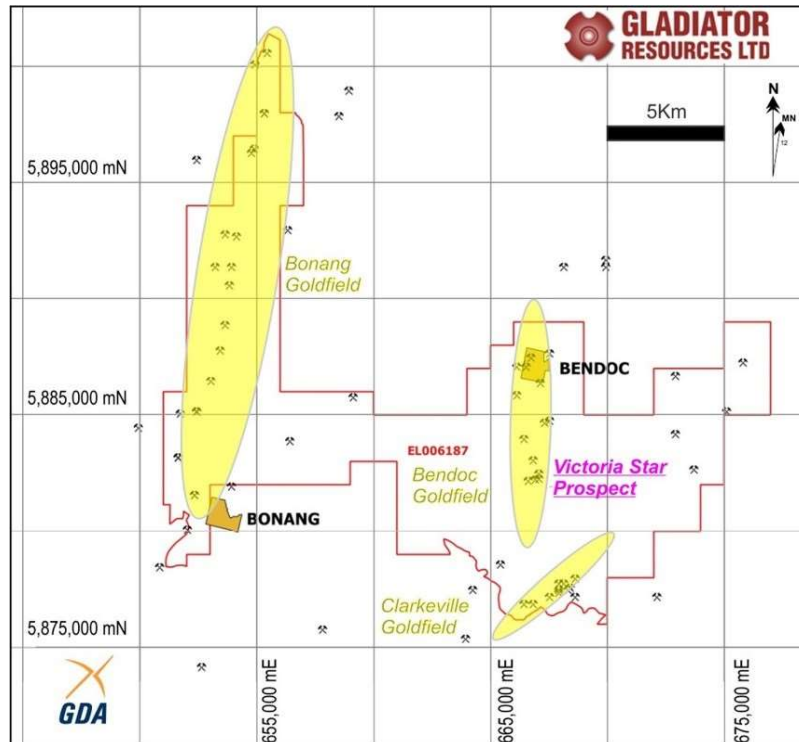 GLADIATOR
RESOURCES LTD
5Km
N
MN
12
5,895,000 mN
Bonang
Goldfield
BENDOC
5,885,000 mN
EL006187
Bendoc
Goldfield
Victoria Star
Prospect
BONANG
Clarkeville
Goldfield
5,875,000 mN
GDA
655,000 mE
665,000 mE
675,000 mE